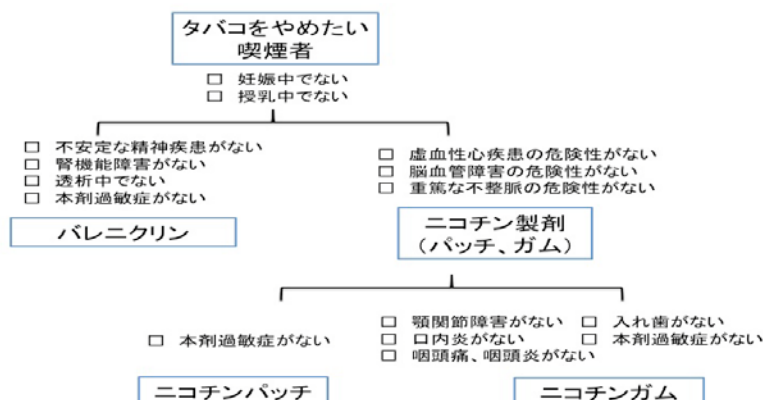 タバコをやめたい
喫煙者
□ 妊娠中でない
□ 授乳中でない
□ 不安定な精神疾患がない
□ 腎機能障害がない
□ 透析中でない
□ 本剤過敏症がない
バレニクリン
□ 虚血性心疾患の危険性がない
□ 脳血管障害の危険性がない
□ 重篤な不整脈の危険性がない
ニコチン製剤
（パッチ、ガム）
□ 本剤過敏症がない
ニコチンパッチ
□ 顎関節障害がない □ 入れ歯がない
□ 口内炎がない □ 本剤過敏症がない
□ 咽頭痛、咽頭炎がない
ニコチンガム